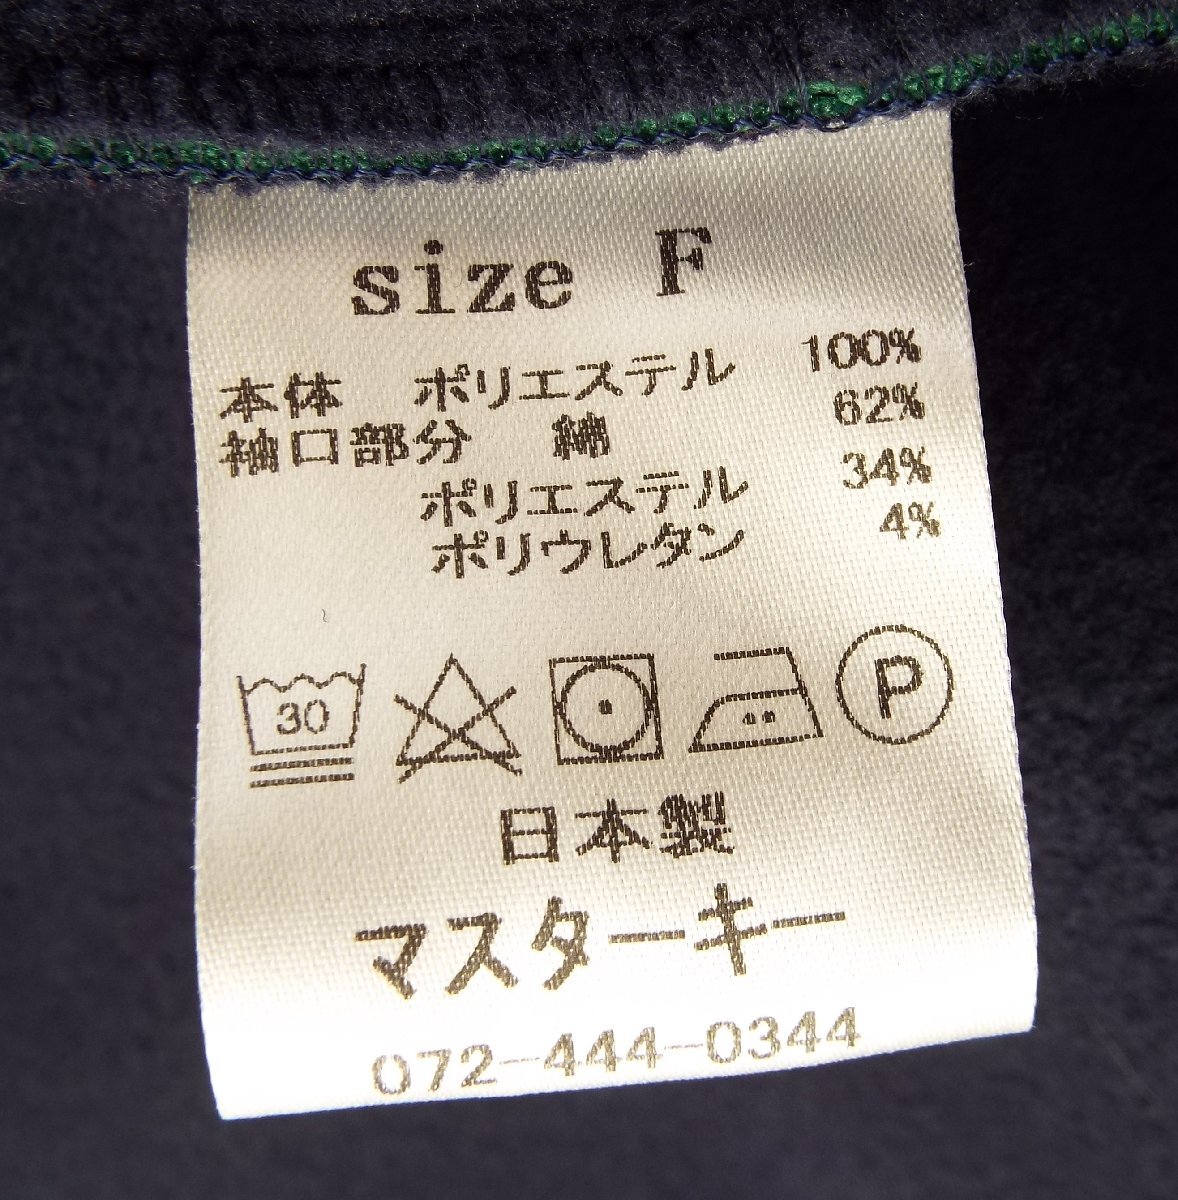 size F
本体 ポリエステル 100%
袖口部分 綿 62%
ポリエステル 34%
ポリウレタン 4%
30 P
日本製
マスターキー
072-444-0344